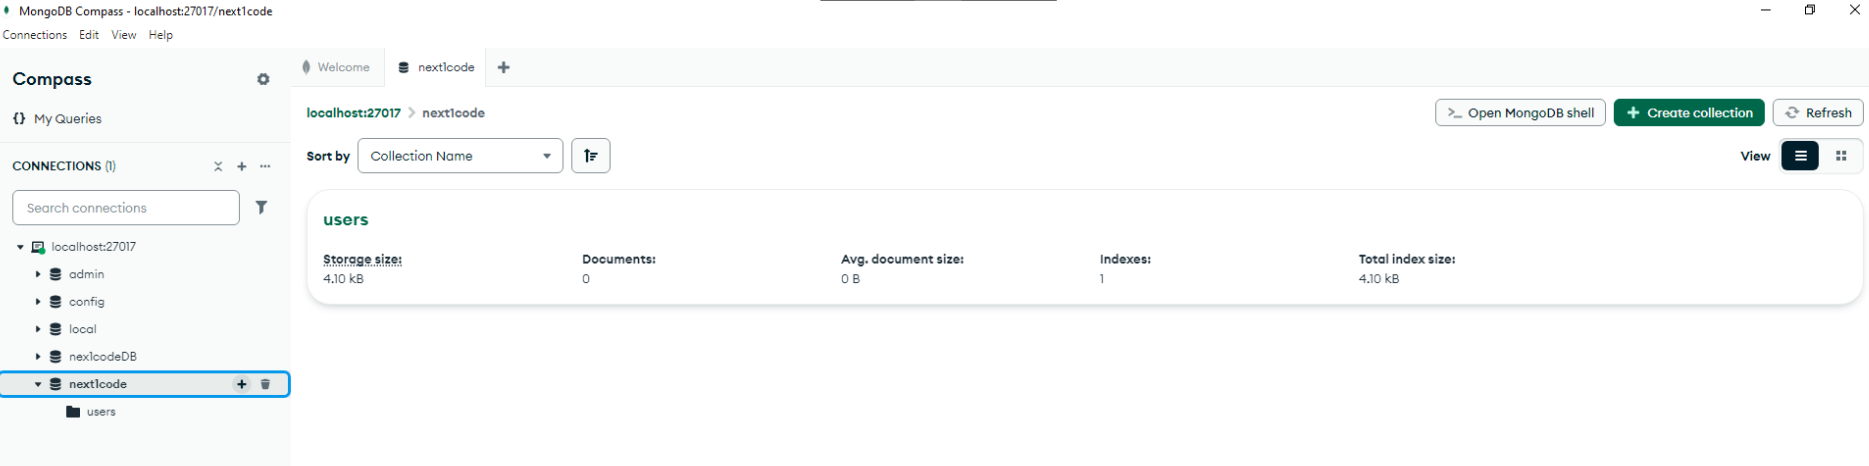 MongoDB Compass - localhost:27017/next1code
Connections Edit View Help
Compass
{} My Queries
CONNECTIONS (1)
Search connections
localhost:27017
admin
config
local
nex1codeDB
next1code
users
Welcome
next1code
localhost:27017 > next1code
>_ Open MongoDB shell
+ Create collection
Refresh
Sort by Collection Name
View
users
Storage size: Documents: Avg. document size: Indexes: Total index size:
4.10 kB 0 0 B 1 4.10 kB